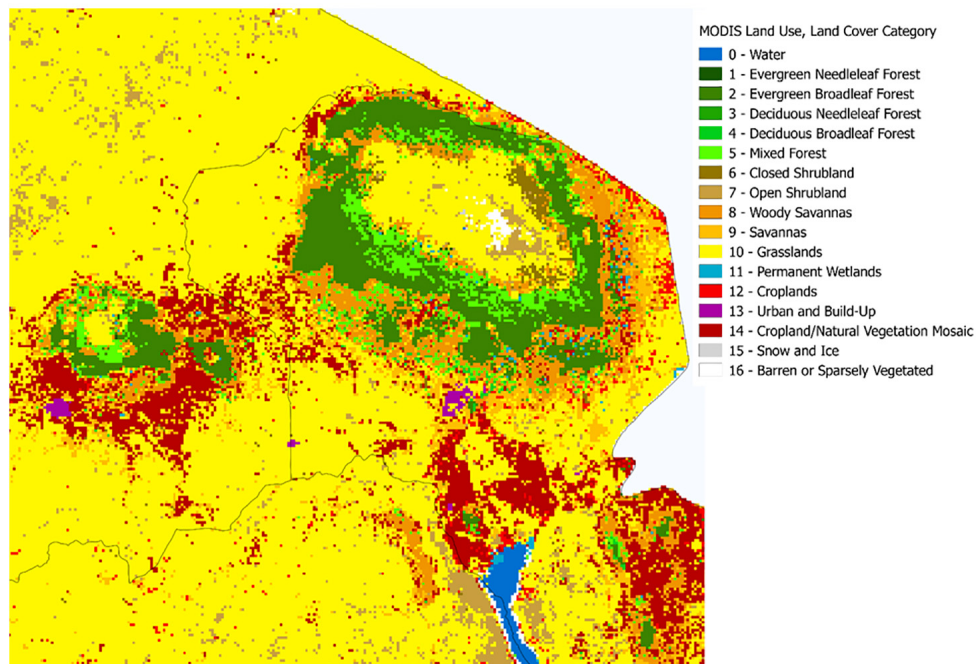 MODIS Land Use, Land Cover Category
0 - Water
1 - Evergreen Needleleaf Forest
2 - Evergreen Broadleaf Forest
3 - Deciduous Needleleaf Forest
4 - Deciduous Broadleaf Forest
5 - Mixed Forest
6 - Closed Shrubland
7 - Open Shrubland
8 - Woody Savannas
9 - Savannas
10 - Grasslands
11 - Permanent Wetlands
12 - Croplands
13 - Urban and Build-Up
14 - Cropland/Natural Vegetation Mosaic
15 - Snow and Ice
16 - Barren or Sparsely Vegetated